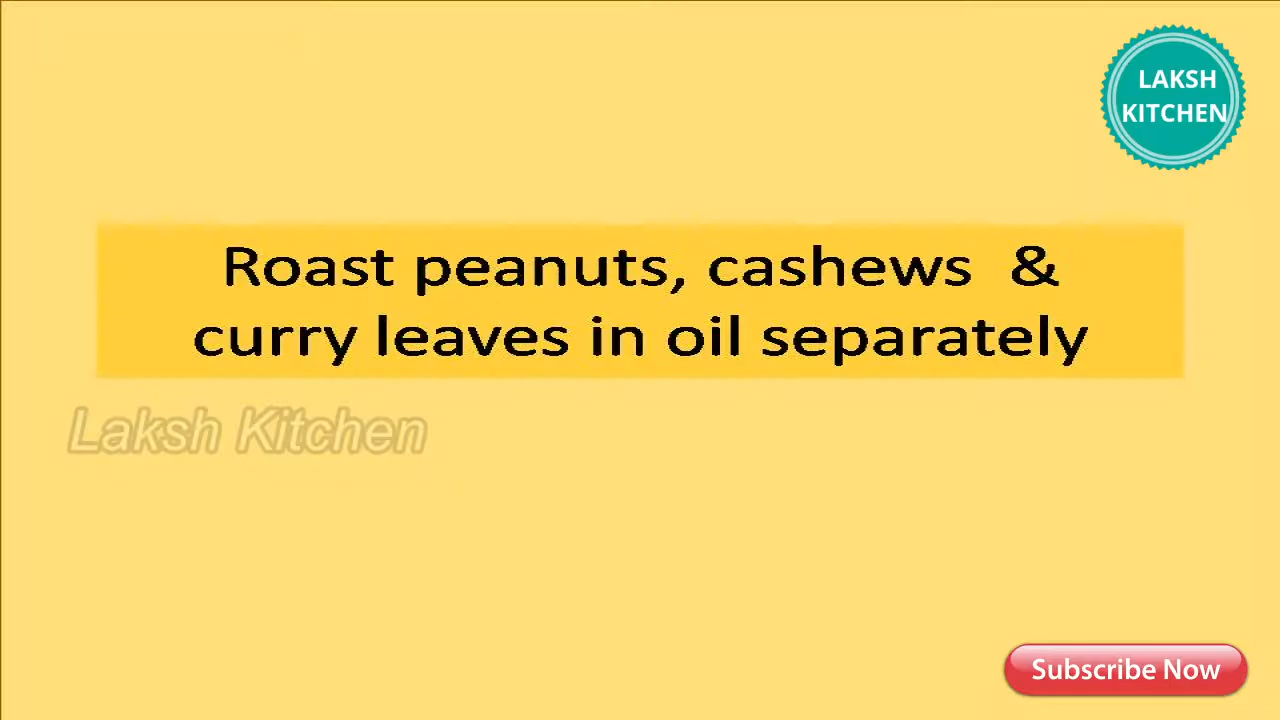 LAKSH
KITCHEN
Roast peanuts, cashews & 
curry leaves in oil separately
Laksh Kitchen
Subscribe Now